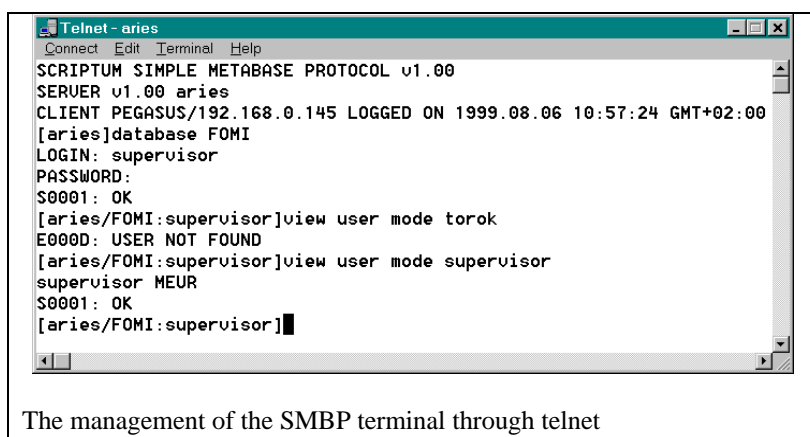 Telnet - aries
Connect Edit Terminal Help
SCRIPTUM SIMPLE METABASE PROTOCOL v1.00
SERVER v1.00 aries
CLIENT PEGASUS/192.168.0.145 LOGGED ON 1999.08.06 10:57:24 GMT+02:00
[aries]database FOMI
LOGIN: supervisor
PASSWORD:
S0001: OK
[aries/FOMI:supervisor]view user mode torok
E000D: USER NOT FOUND
[aries/FOMI:supervisor]view user mode supervisor
supervisor MEUR
S0001: OK
[aries/FOMI:supervisor]
The management of the SMBP terminal through telnet